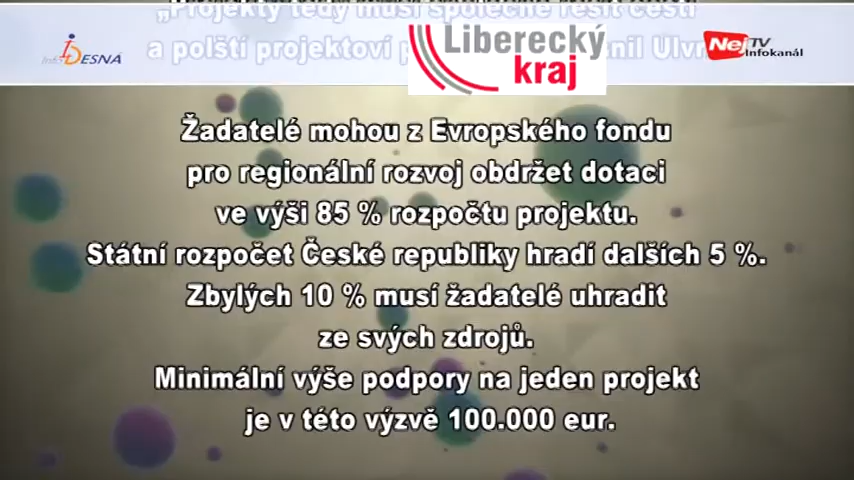 „Projekty tedy musí společně řešit čeští
a polští projektoví
Info DESNÁ
Liberecký
kraj
NejTV
Infokanál
Žadatelé mohou z Evropského fondu
pro regionální rozvoj obdržet dotaci
ve výši 85 % rozpočtu projektu.
Státní rozpočet České republiky hradí dalších 5 %.
Zbylých 10 % musí žadatelé uhradit
ze svých zdrojů.
Minimální výše podpory na jeden projekt
je v této výzvě 100.000 eur.